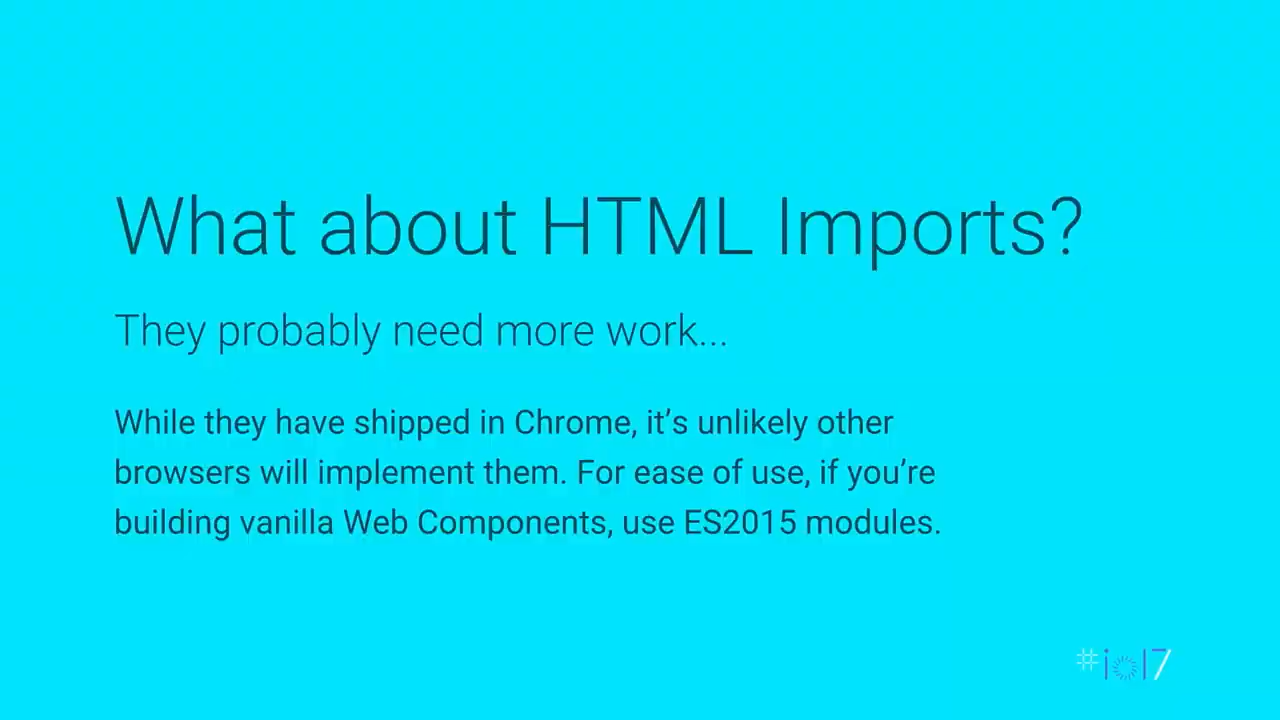 What about HTML Imports?
They probably need more work...
While they have shipped in Chrome, it’s unlikely other
browsers will implement them. For ease of use, if you’re
building vanilla Web Components, use ES2015 modules.
#io17